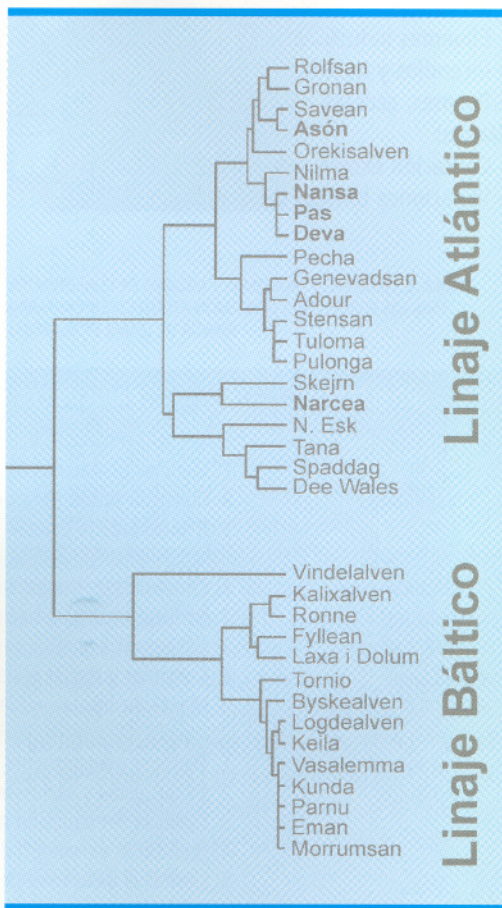 Rolfsan
Gronan
Savean
Asón
Orekisalven
Nilma
Nansa
Pas
Deva
Pecha
Genevadsan
Adour
Stensan
Tuloma
Pulonga
Skejrn
Narcea
N. Esk
Tana
Spaddag
Dee Wales
Linaje Atlántico
Vindelalven
Kalixalven
Ronne
Fyllean
Laxa i Dolum
Tornio
Byskealven
Logdealven
Keila
Vasalemma
Kunda
Parnu
Eman
Morrumsan
Linaje Báltico